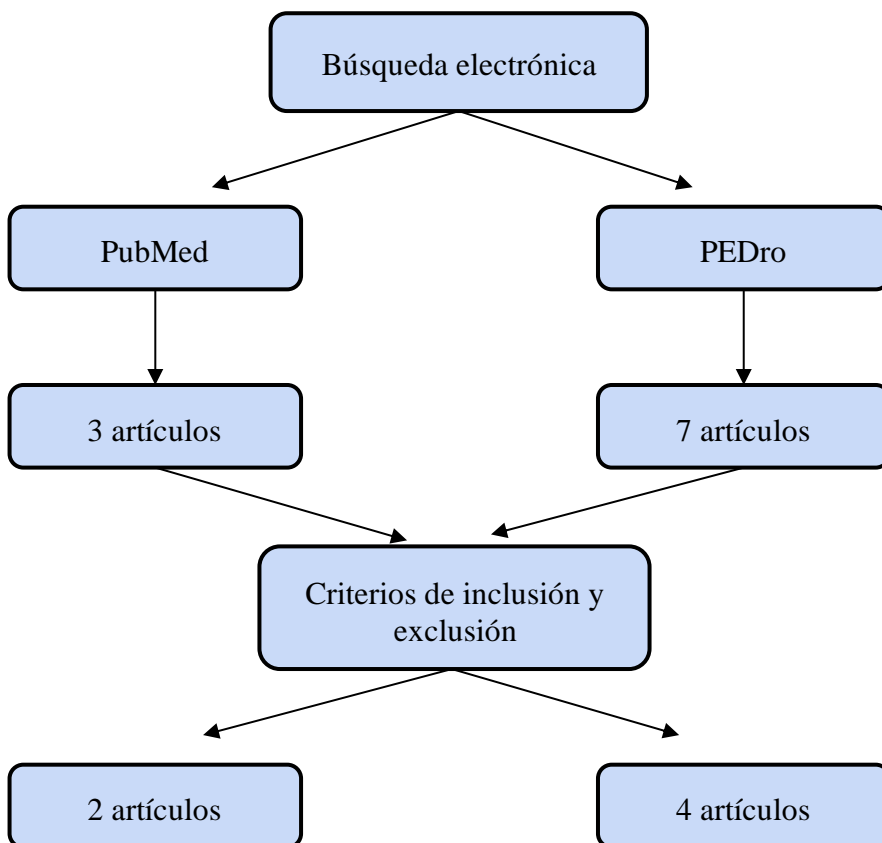 Búsqueda electrónica
PubMed
PEDro
3 artículos
7 artículos
Criterios de inclusión y
exclusión
2 artículos
4 artículos